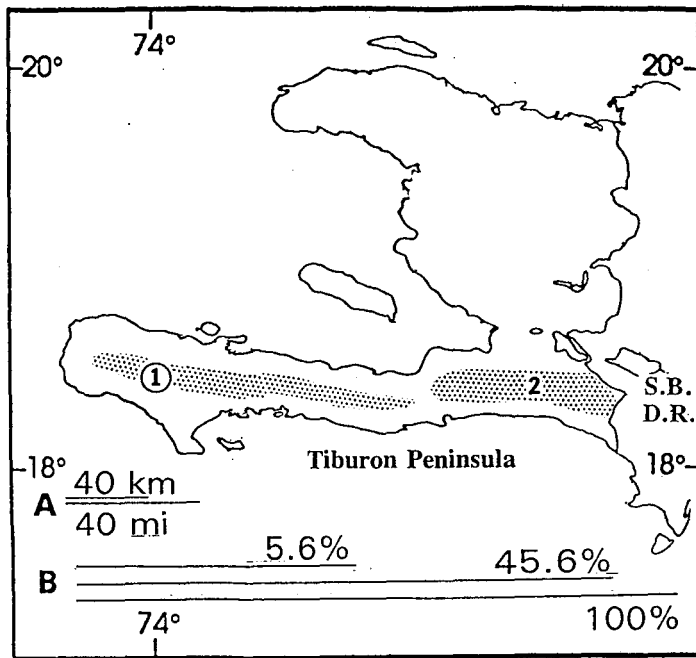 74°
20° 20°
1
2
S.B.
D.R.
Tiburon Peninsula
18° 18°
A 40 km
40 mi
5.6% 45.6%
B
100%
74°